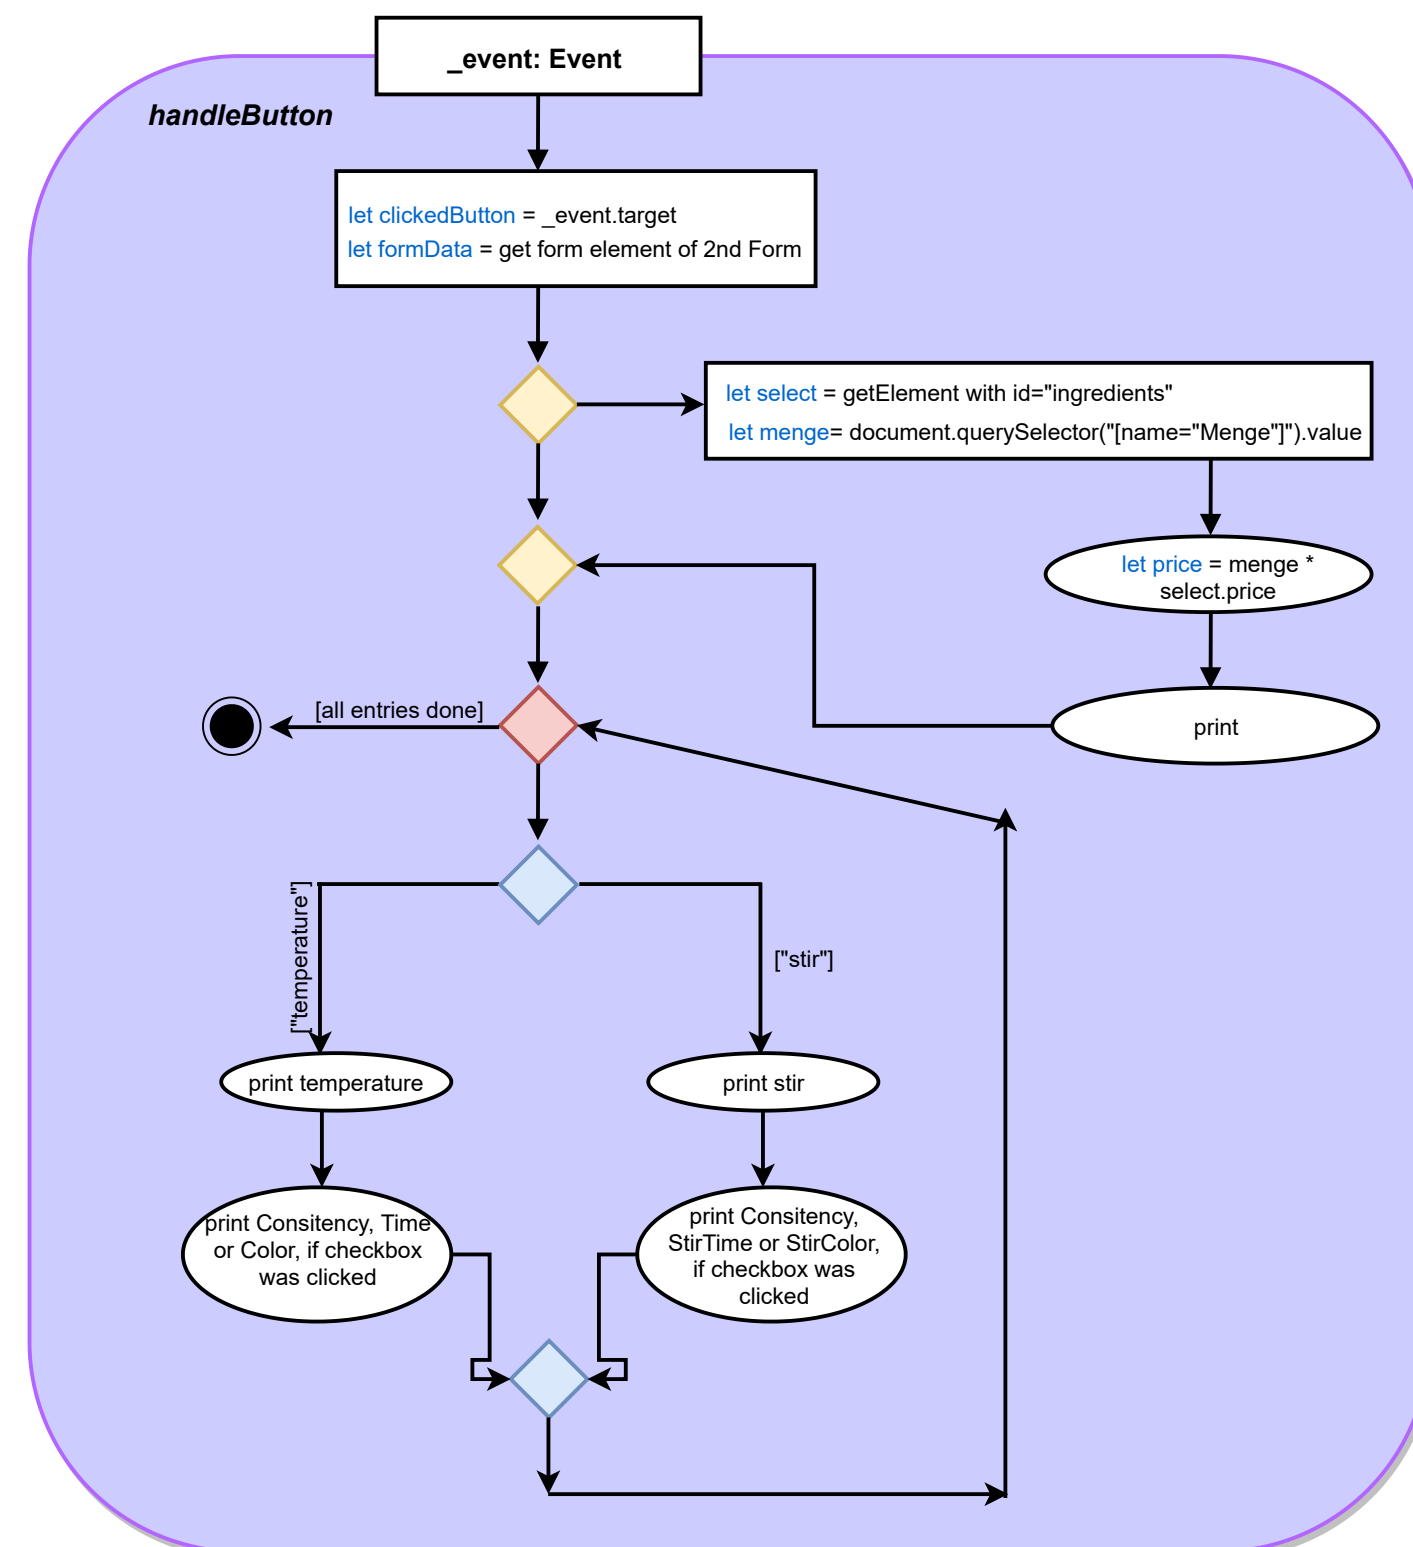 _event: Event
handleButton
let clickedButton = _event.target
let formData = get form element of 2nd Form
let select = getElement with id="ingredients"
let menge= document.querySelector("[name="Menge"]").value
let price = menge *
select.price
[all entries done]
print
["temperature"]
["stir"]
print temperature
print stir
print Consitency, Time
or Color, if checkbox
was clicked
print Consitency,
StirTime or StirColor,
if checkbox was
clicked